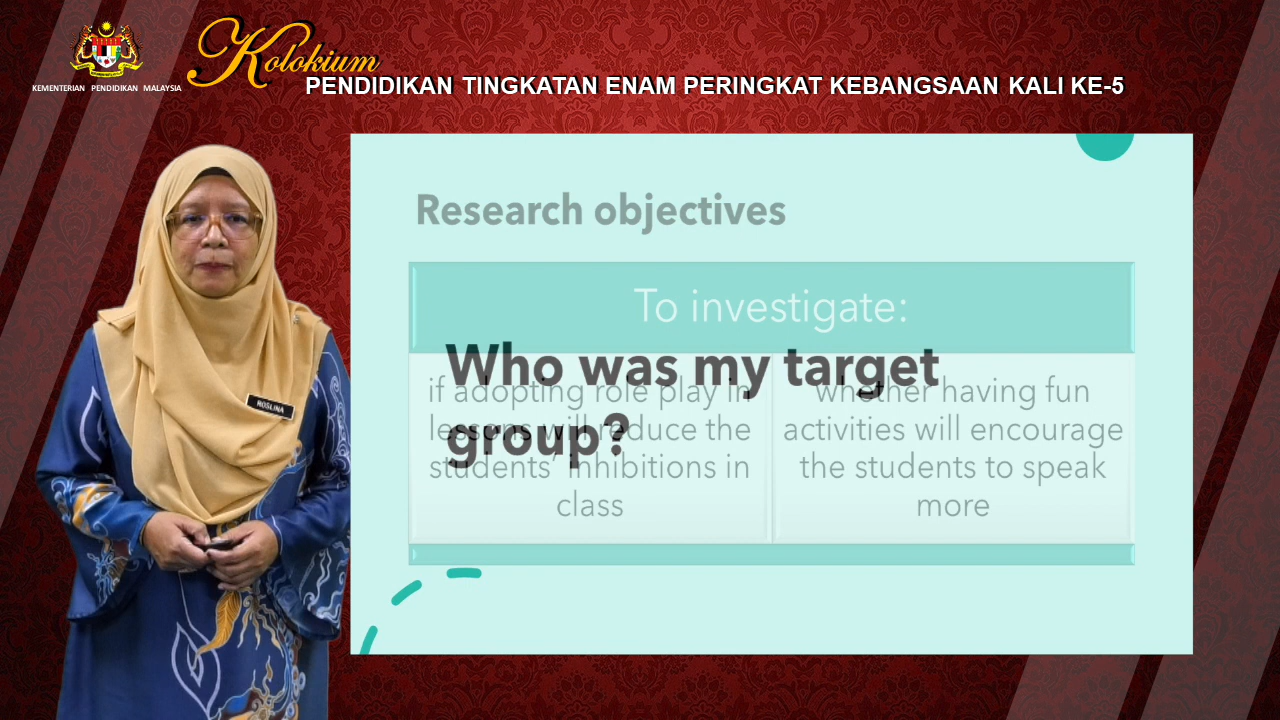 Kolokium
KEMENTERIAN PENDIDIKAN MALAYSIA
PENDIDIKAN TINGKATAN ENAM PERINGKAT KEBANGSAAN KALI KE-5
Research objectives
To investigate:
Who was my target
group?
if adopting role play in
lessons will reduce the
students' inhibitions in
class
whether having fun
activities will encourage
the students to speak
more
ROSLINA